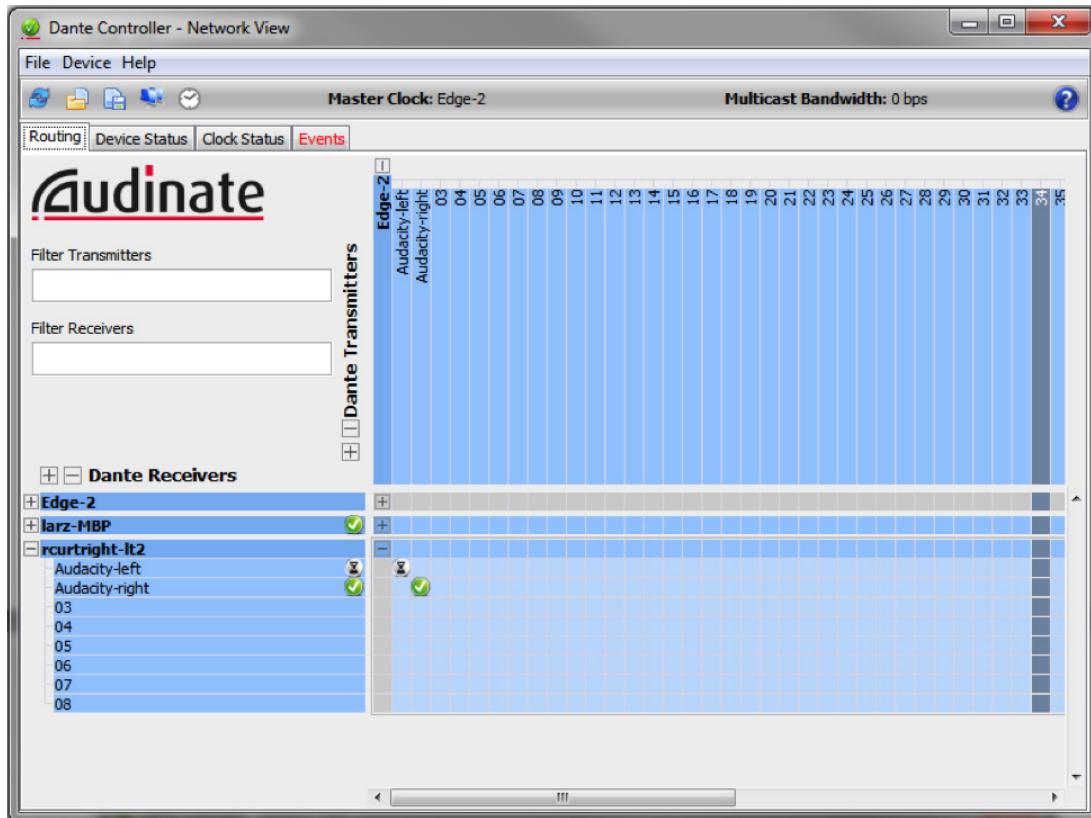 Dante Controller - Network View
File Device Help
Master Clock: Edge-2 Multicast Bandwidth: 0 bps
Routing Device Status Clock Status Events
Audinate
Filter Transmitters
Filter Receivers
Dante Transmitters
Edge-2
Audacity-left
Audacity-right
03
04
05
06
07
08
09
10
11
12
13
14
15
16
17
18
19
20
21
22
23
24
25
26
27
28
29
30
31
32
33
34
35
Dante Receivers
Edge-2
larz-MBP
rcurtright-lt2
Audacity-left
Audacity-right
03
04
05
06
07
08